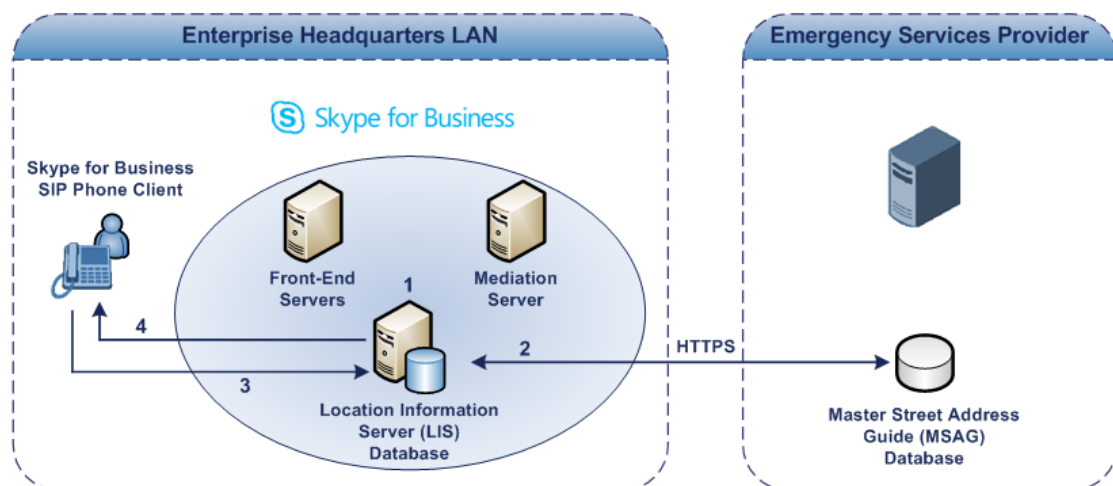 Enterprise Headquarters LAN
Emergency Services Provider
S Skype for Business
Skype for Business
SIP Phone Client
Front-End
Servers
Mediation
Server
1
4
2
HTTPS
3
Location Information
Server (LIS)
Database
Master Street Address
Guide (MSAG)
Database